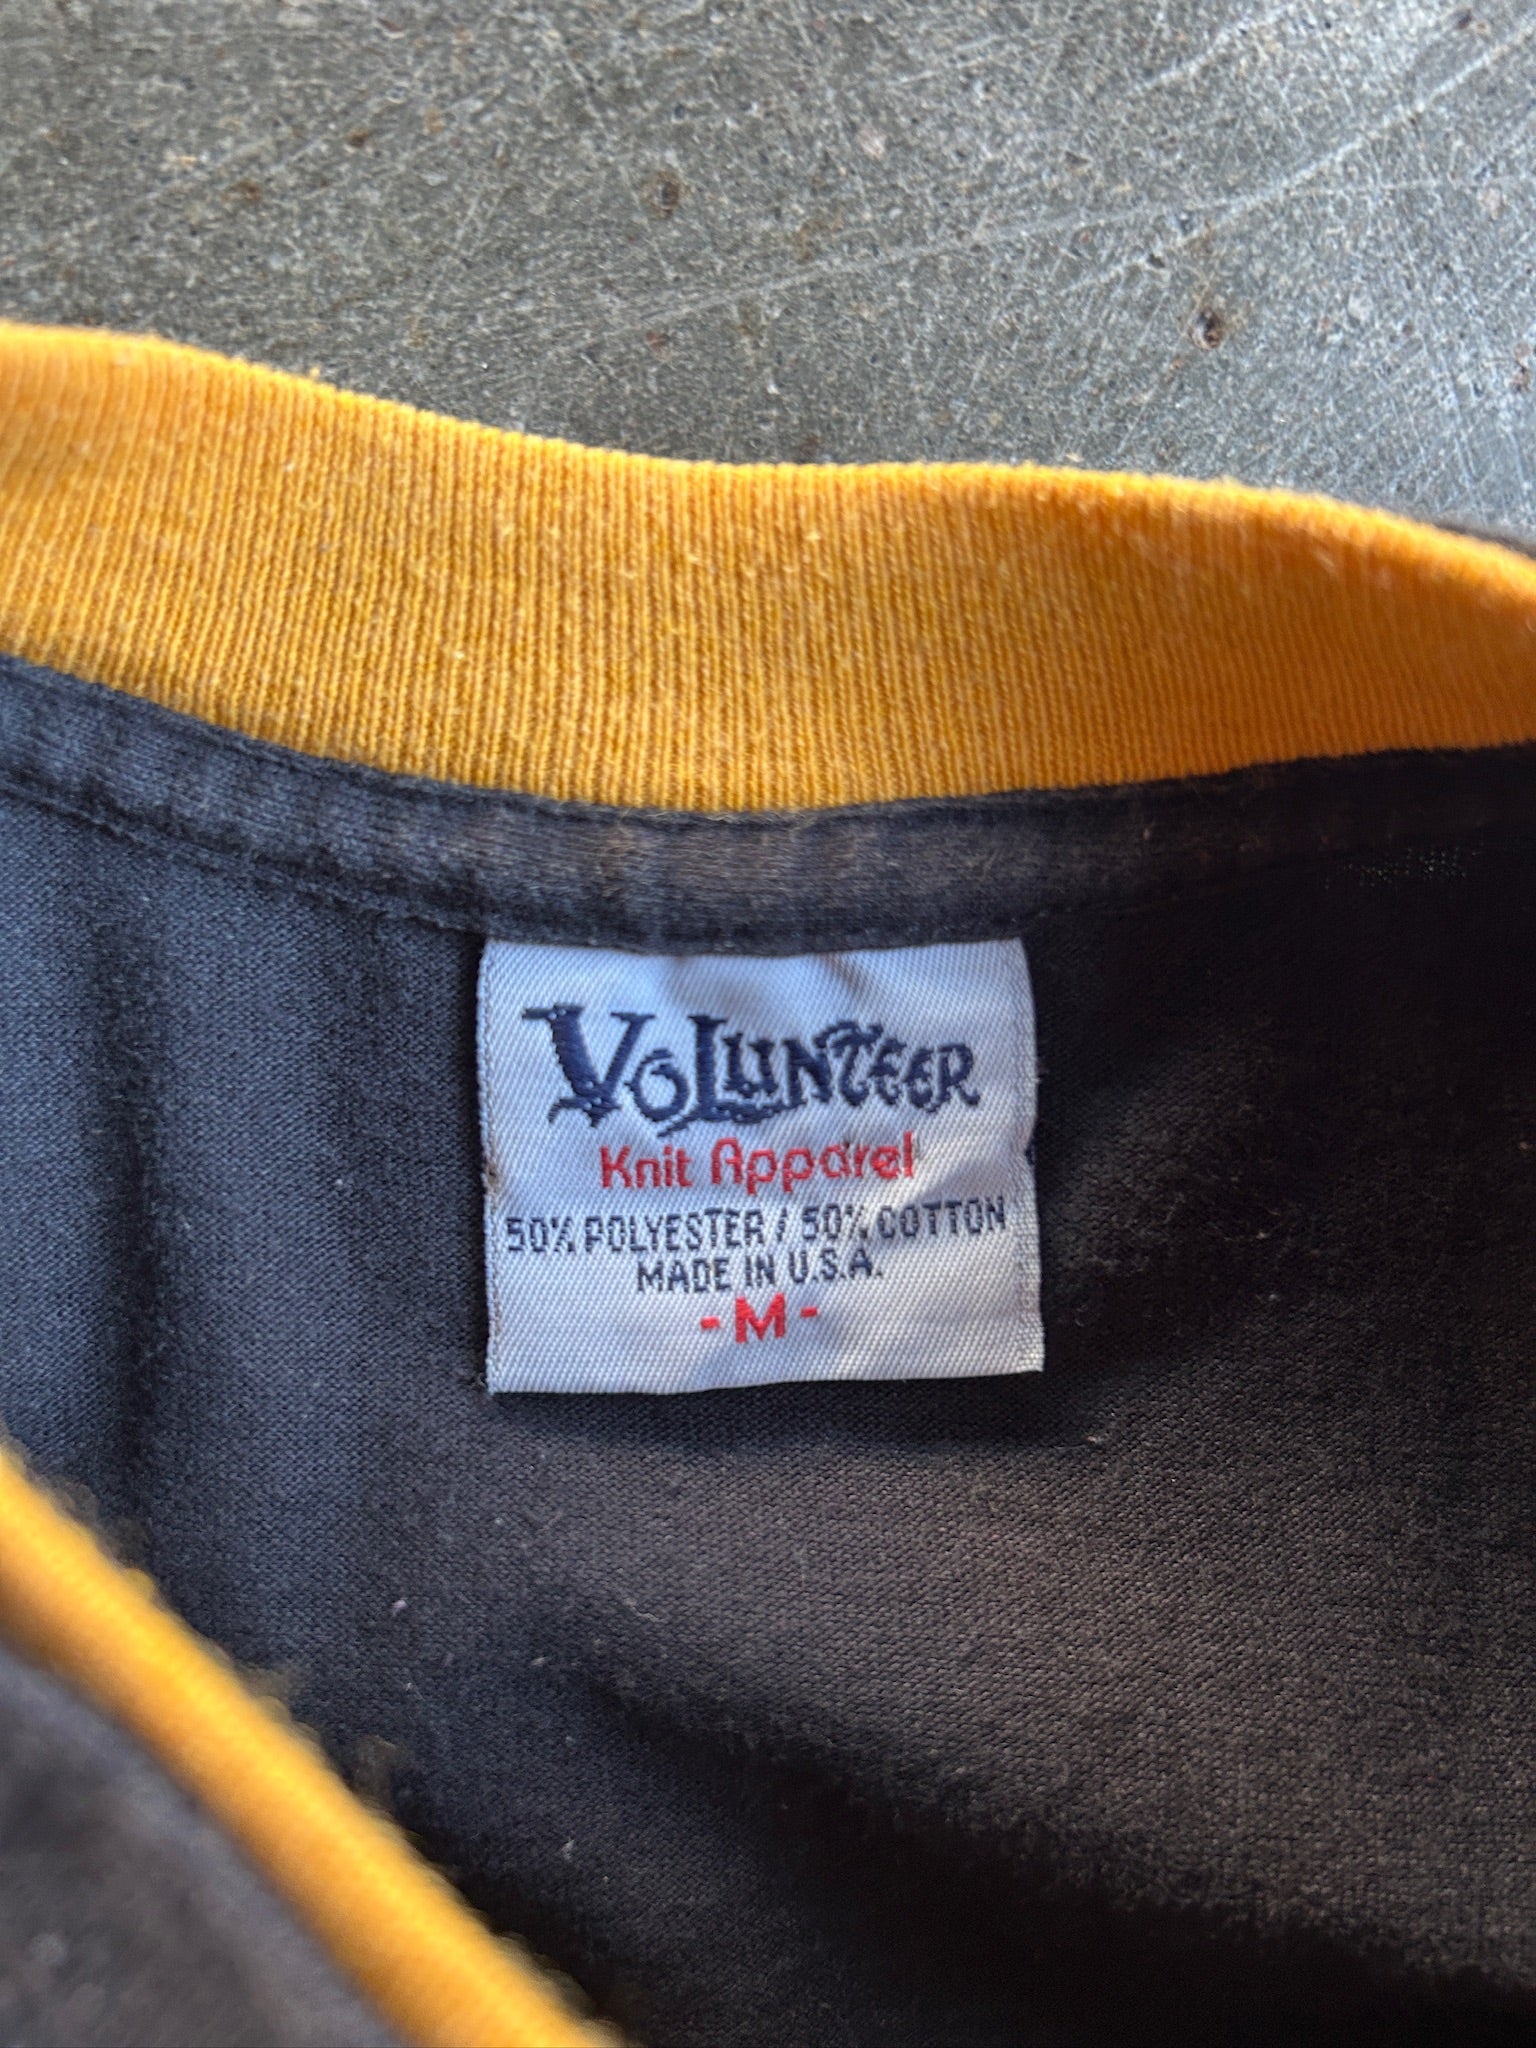 VOLUNTEER
Knit Apparel
50% POLYESTER / 50% COTTON
MADE IN U.S.A.
- M -